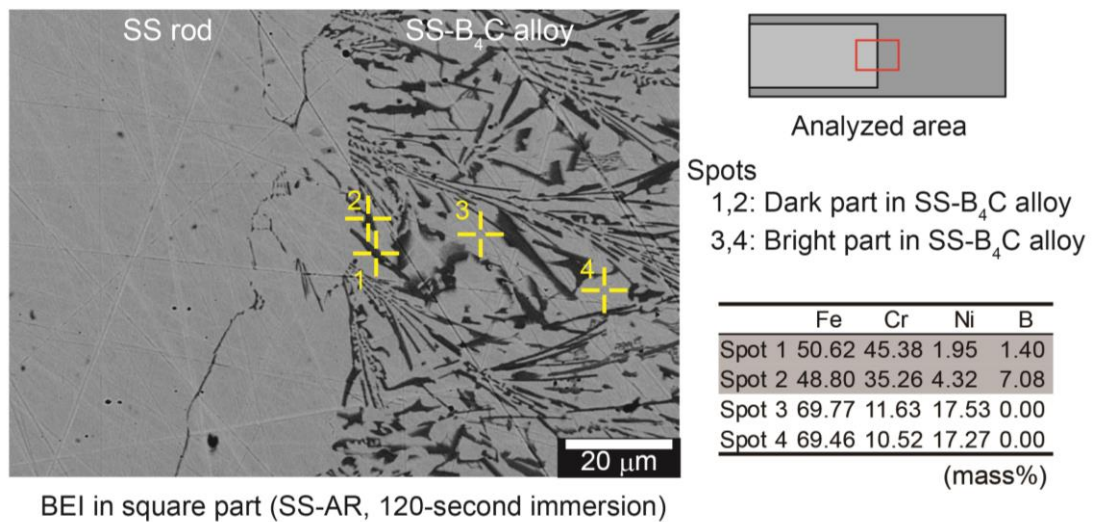 SS rod
SS-B4C alloy
2
3
1
4
20 μm
BEI in square part (SS-AR, 120-second immersion)
Analyzed area
Spots
1,2: Dark part in SS-B4C alloy
3,4: Bright part in SS-B4C alloy
Fe Cr Ni B
Spot 1 50.62 45.38 1.95 1.40
Spot 2 48.80 35.26 4.32 7.08
Spot 3 69.77 11.63 17.53 0.00
Spot 4 69.46 10.52 17.27 0.00
(mass%)